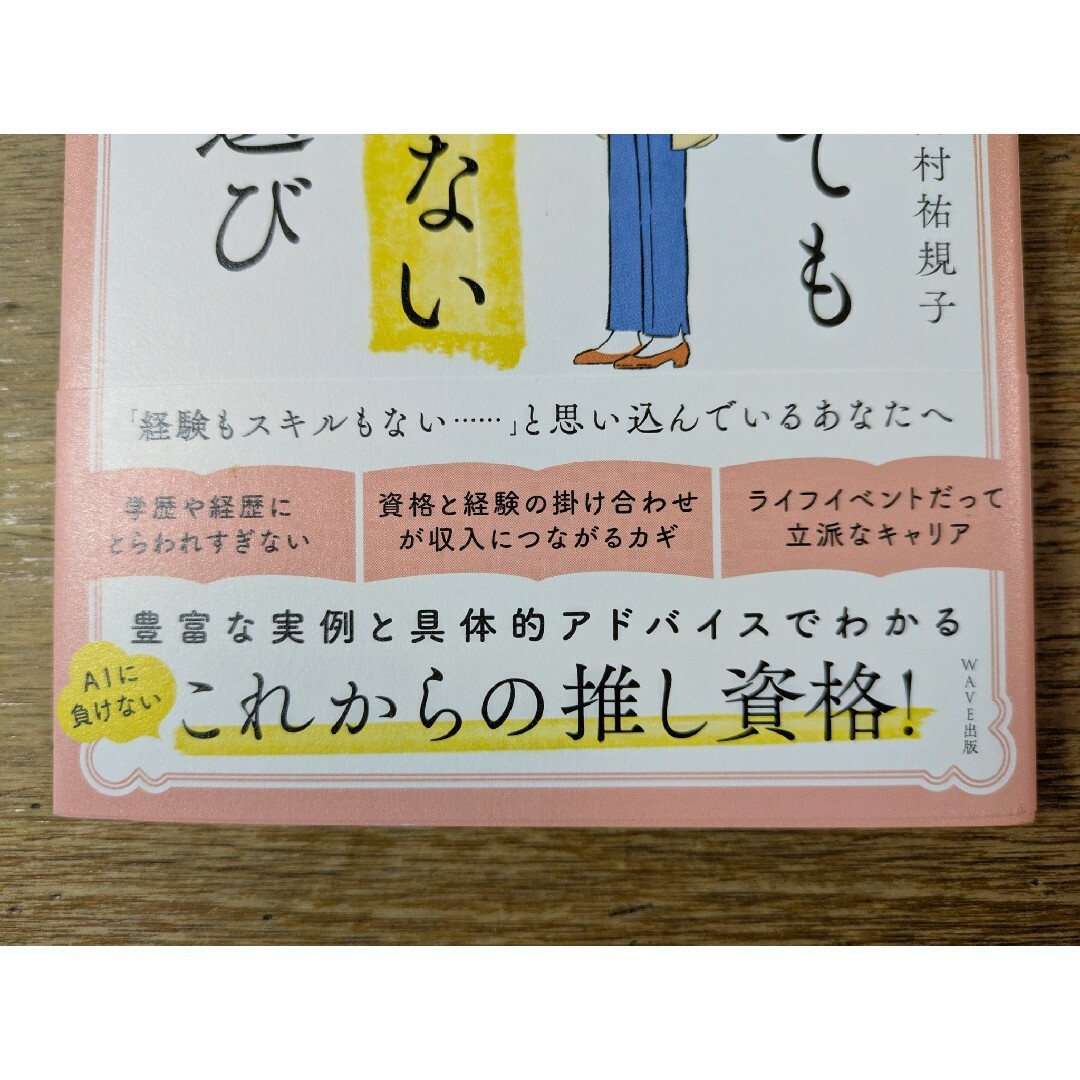 ても
ない
び
村祐規子
「経験もスキルもない……」と思い込んでいるあなたへ
学歴や経歴に
とらわれすぎない
資格と経験の掛け合わせ
が収入につながるカギ
ライフイベントだって
立派なキャリア
豊富な実例と具体的アドバイスでわかる
AIに
負けない
これからの推し資格!
WAVE出版